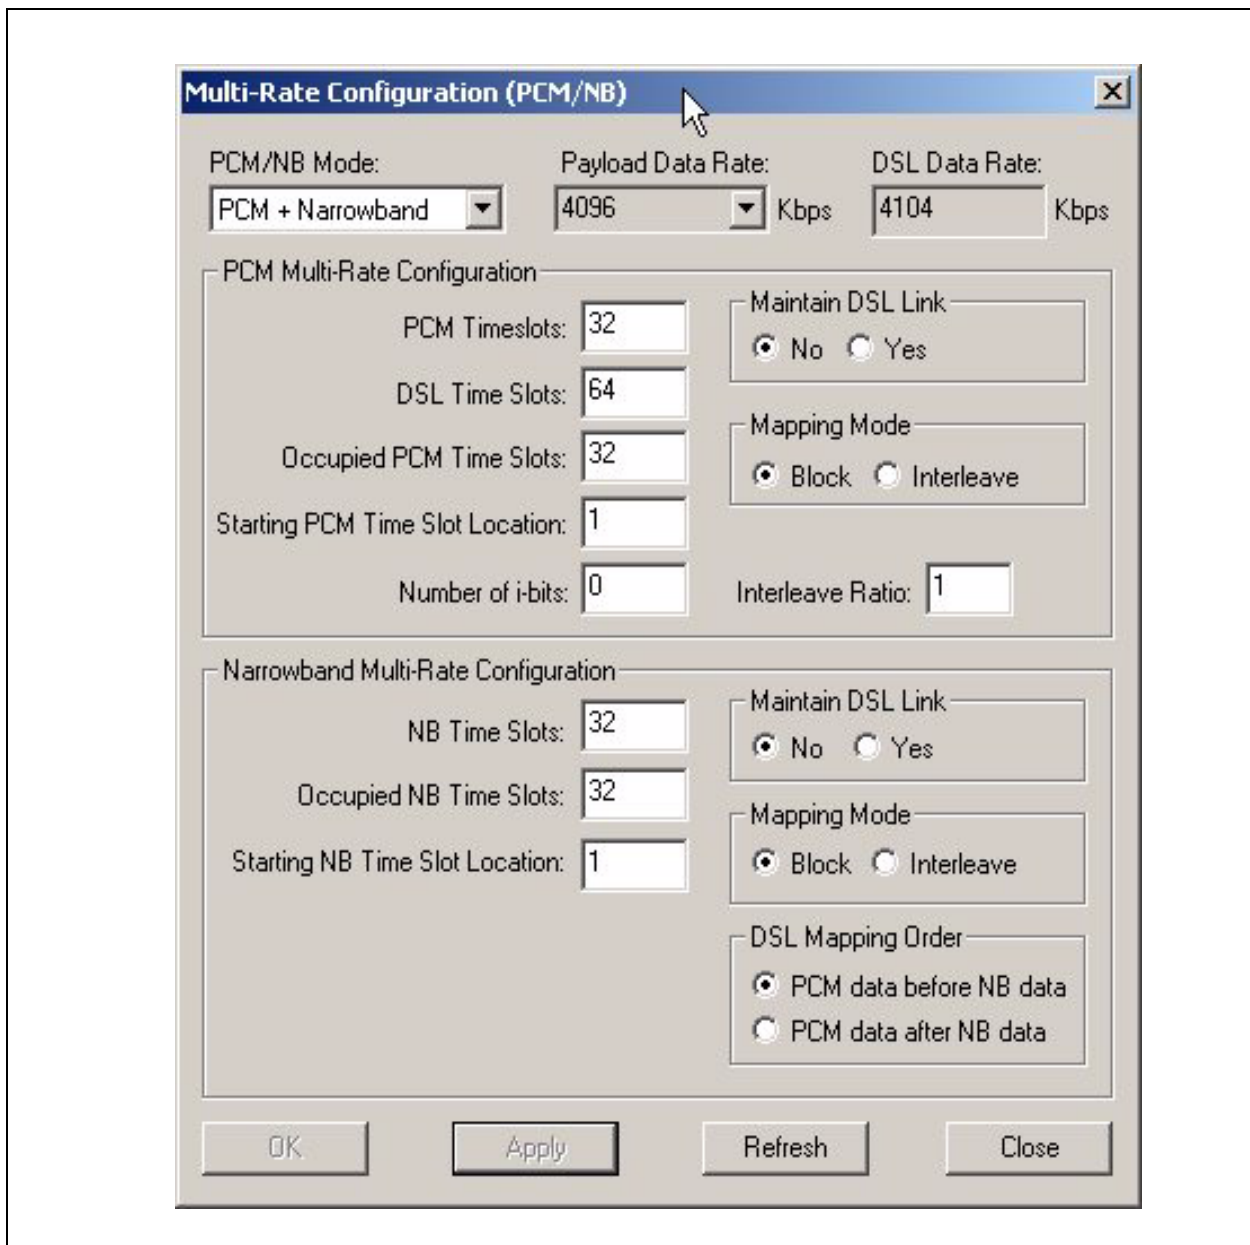 Multi-Rate Configuration (PCM/NB)
PCM/NB Mode:
Payload Data Rate:
DSL Data Rate:
PCM + Narrowband
4096
Kbps
4104
Kbps
PCM Multi-Rate Configuration
PCM Timeslots: 32
DSL Time Slots: 64
Occupied PCM Time Slots: 32
Starting PCM Time Slot Location: 1
Number of i-bits: 0
Maintain DSL Link
No Yes
Mapping Mode
Block Interleave
Interleave Ratio: 1
Narrowband Multi-Rate Configuration
NB Time Slots: 32
Occupied NB Time Slots: 32
Starting NB Time Slot Location: 1
Maintain DSL Link
No Yes
Mapping Mode
Block Interleave
DSL Mapping Order
PCM data before NB data
PCM data after NB data
OK
Apply
Refresh
Close